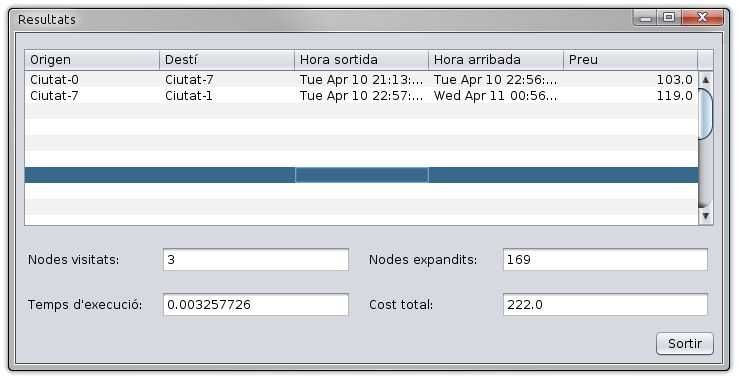 Resultats
Origen Destí Hora sortida Hora arribada Preu
Ciutat-0 Ciutat-7 Tue Apr 10 21:13:... Tue Apr 10 22:56:... 103.0
Ciutat-7 Ciutat-1 Tue Apr 10 22:57:... Wed Apr 11 00:56... 119.0
Nodes visitats: 3 Nodes expandits: 169
Temps d'execució: 0.003257726 Cost total: 222.0
Sortir